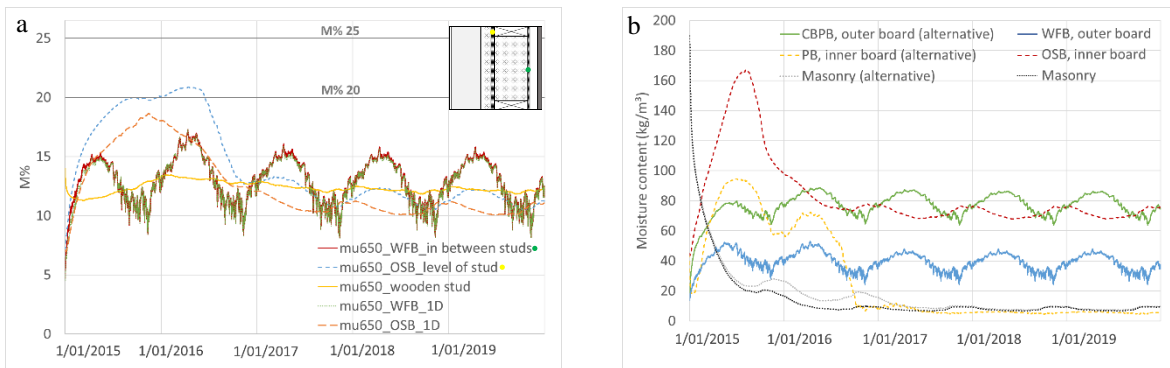 a
M% 25
M% 20
25
20
15
10
5
0
M%
mu650_WFB_in between studs
mu650_OSB_level of stud
mu650_wooden stud
mu650_WFB_1D
mu650_OSB_1D
1/01/2015 1/01/2016 1/01/2017 1/01/2018 1/01/2019
b
200
180
160
140
120
100
80
60
40
20
0
Moisture content (kg/m³)
CBPB, outer board (alternative) WFB, outer board
PB, inner board (alternative) OSB, inner board
Masonry (alternative) Masonry
1/01/2015 1/01/2016 1/01/2017 1/01/2018 1/01/2019